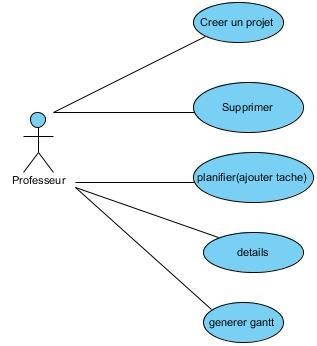 Creer un projet
Supprimer
Professeur
planifier(ajouter tache)
details
generer gantt